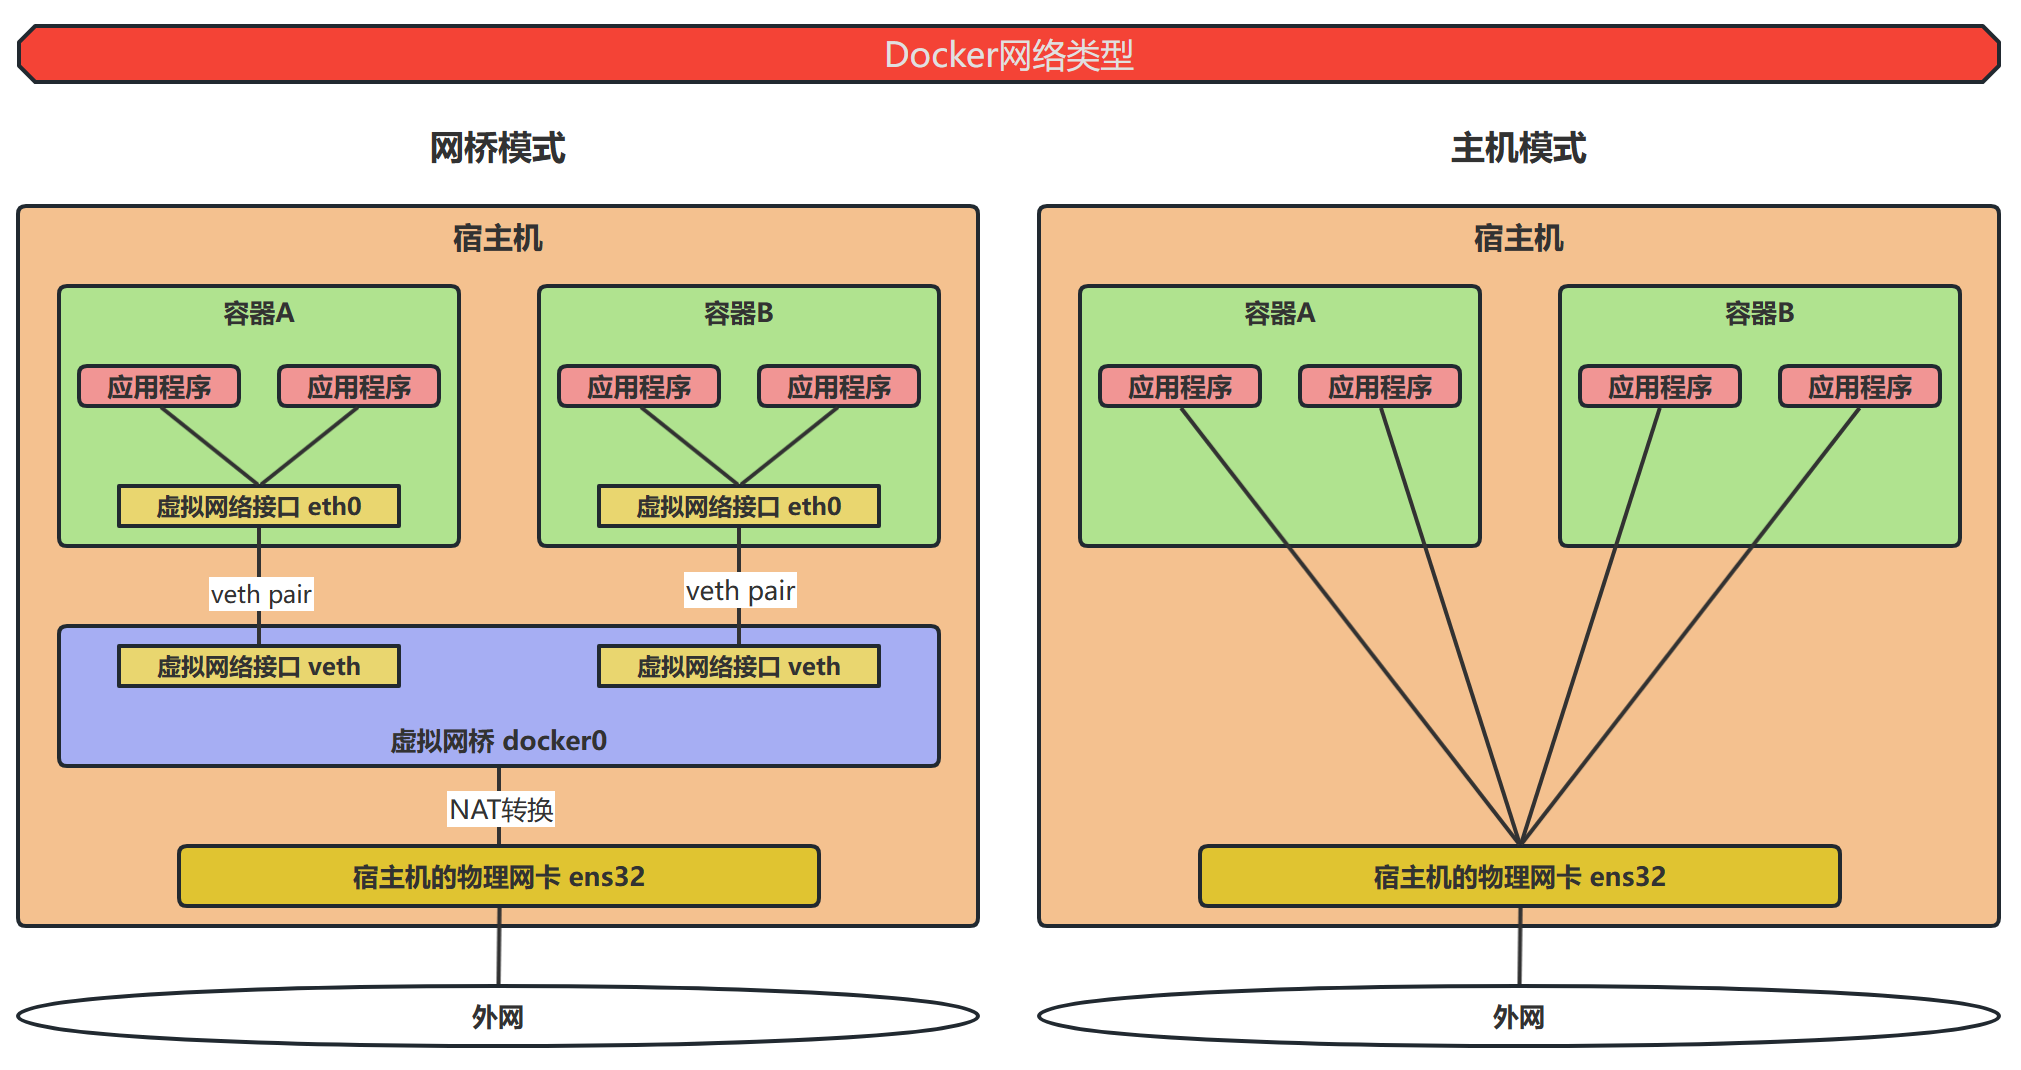 Docker网络类型
网桥模式
宿主机
容器A
应用程序
应用程序
虚拟网络接口 eth0
容器B
应用程序
应用程序
虚拟网络接口 eth0
veth pair
veth pair
虚拟网络接口 veth
虚拟网络接口 veth
虚拟网桥 docker0
NAT转换
宿主机的物理网卡 ens32
外网
主机模式
宿主机
容器A
应用程序
应用程序
容器B
应用程序
应用程序
宿主机的物理网卡 ens32
外网